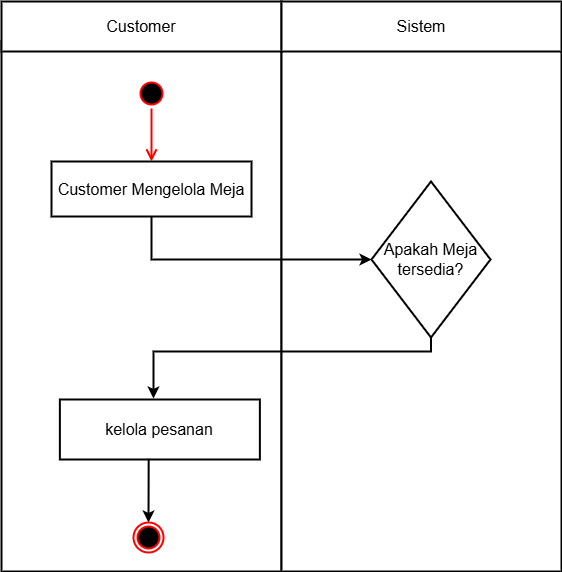 Customer
Sistem
Customer Mengelola Meja
Apakah Meja
tersedia?
kelola pesanan